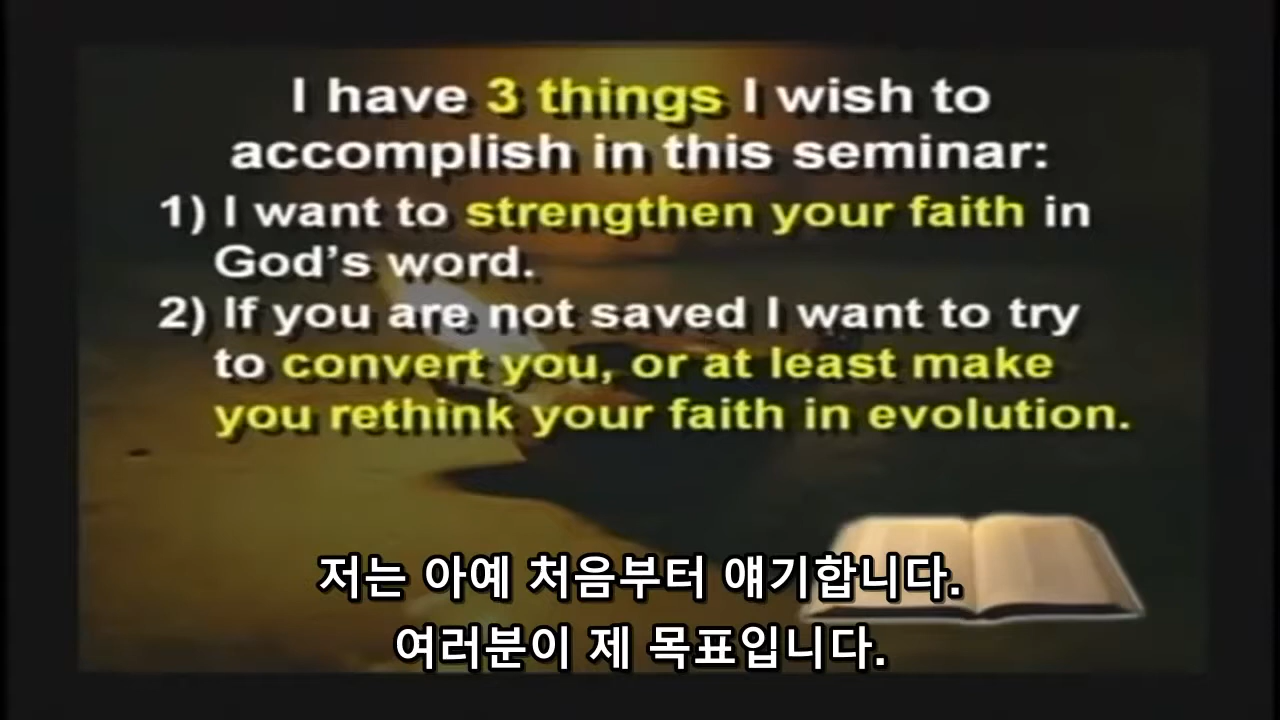 I have 3 things I wish to
accomplish in this seminar:
1) I want to strengthen your faith in
God’s word.
2) If you are not saved I want to try
to convert you, or at least make
you rethink your faith in evolution.
저는 아예 처음부터 얘기합니다.
여러분이 제 목표입니다.